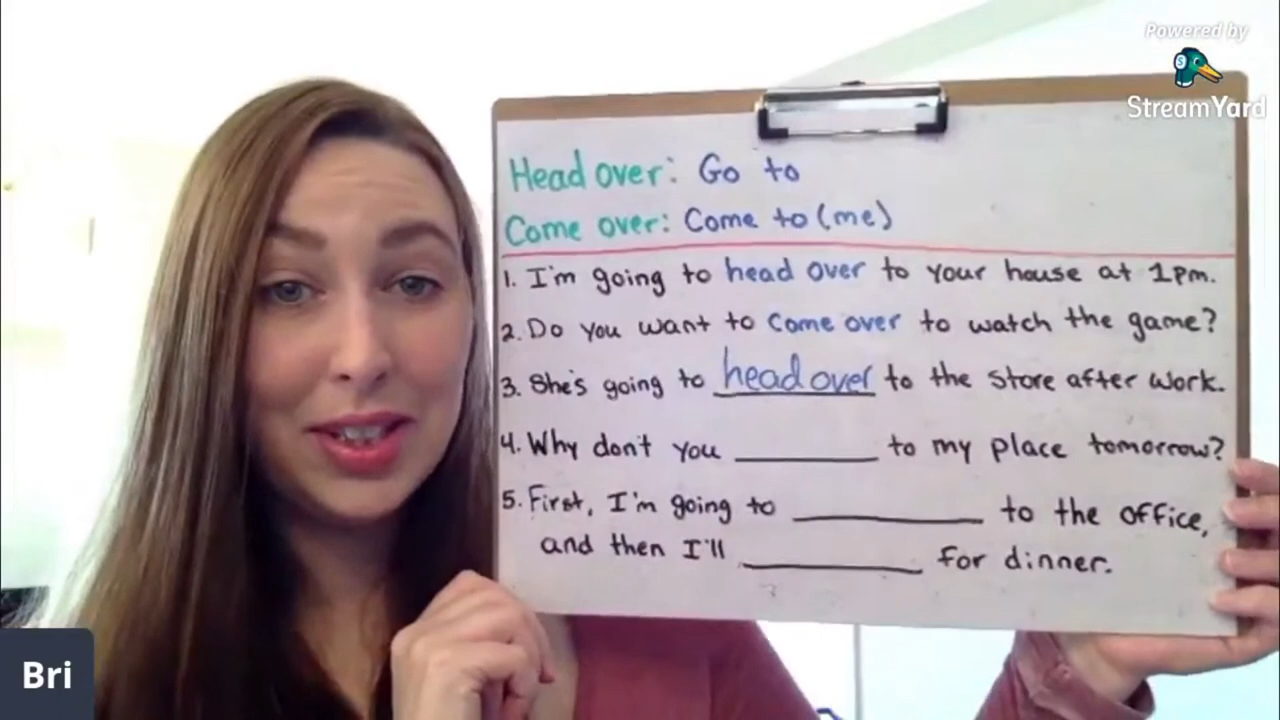 Powered by
StreamYard
Head over: Go to
Come over: Come to (me)
1. I'm going to head over to your house at 1pm.
2. Do you want to come over to watch the game?
3. She's going to head over to the store after work.
4. Why don't you ________ to my place tomorrow?
5. First, I'm going to __________ to the office,
and then I'll __________ for dinner.
Bri